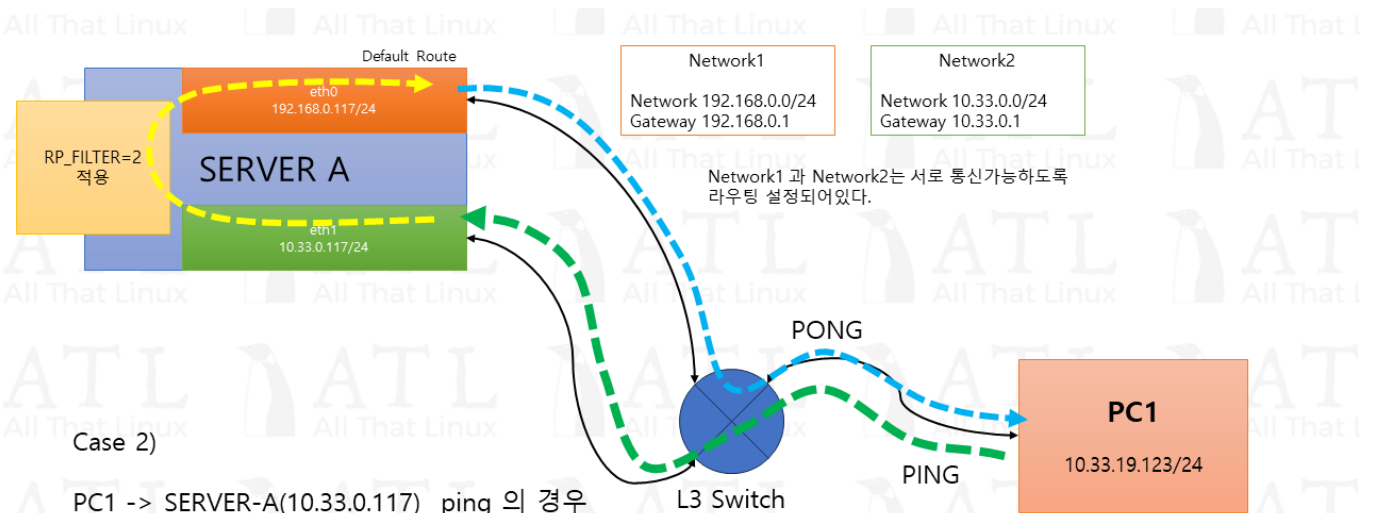 Default Route
eth0
192.168.0.117/24
RP_FILTER=2
적용
SERVER A
eth1
10.33.0.117/24
Network1
Network 192.168.0.0/24
Gateway 192.168.0.1
Network2
Network 10.33.0.0/24
Gateway 10.33.0.1
Network1 과 Network2는 서로 통신가능하도록
라우팅 설정되어있다.
PONG
PING
L3 Switch
PC1
10.33.19.123/24
Case 2)
PC1 -> SERVER-A(10.33.0.117) ping 의 경우
ATL
All That Linux